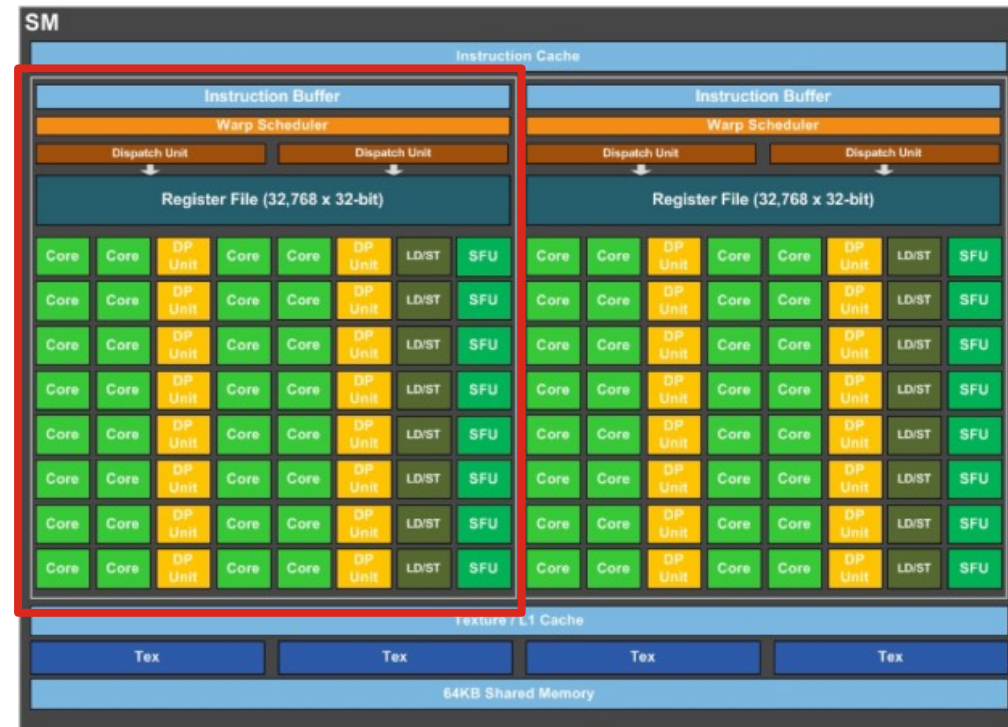 SM
Instruction Cache
Instruction Buffer Instruction Buffer
Warp Scheduler Warp Scheduler
Dispatch Unit Dispatch Unit Dispatch Unit Dispatch Unit
Register File (32,768 x 32-bit) Register File (32,768 x 32-bit)
Core Core DP Unit Core Core DP Unit LD/ST SFU Core Core DP Unit Core Core DP Unit LD/ST SFU
Core Core DP Unit Core Core DP Unit LD/ST SFU Core Core DP Unit Core Core DP Unit LD/ST SFU
Core Core DP Unit Core Core DP Unit LD/ST SFU Core Core DP Unit Core Core DP Unit LD/ST SFU
Core Core DP Unit Core Core DP Unit LD/ST SFU Core Core DP Unit Core Core DP Unit LD/ST SFU
Core Core DP Unit Core Core DP Unit LD/ST SFU Core Core DP Unit Core Core DP Unit LD/ST SFU
Core Core DP Unit Core Core DP Unit LD/ST SFU Core Core DP Unit Core Core DP Unit LD/ST SFU
Core Core DP Unit Core Core DP Unit LD/ST SFU Core Core DP Unit Core Core DP Unit LD/ST SFU
Core Core DP Unit Core Core DP Unit LD/ST SFU Core Core DP Unit Core Core DP Unit LD/ST SFU
Texture / L1 Cache
Tex Tex Tex Tex
64KB Shared Memory